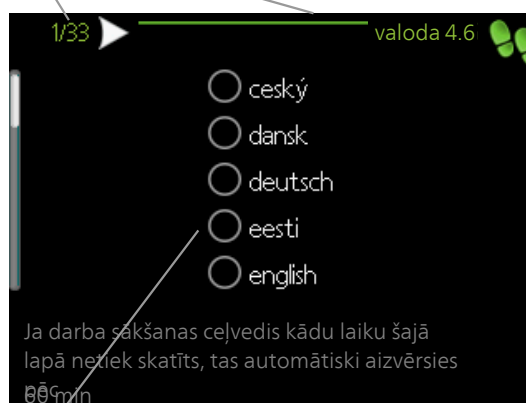 1/33 valoda 4.6
ceský
dansk
deutsch
eesti
english
Ja darba sākšanas ceļvedis kādu laiku šajā
lapā netiek skatīts, tas automātiski aizvērsies
pēc
60 min